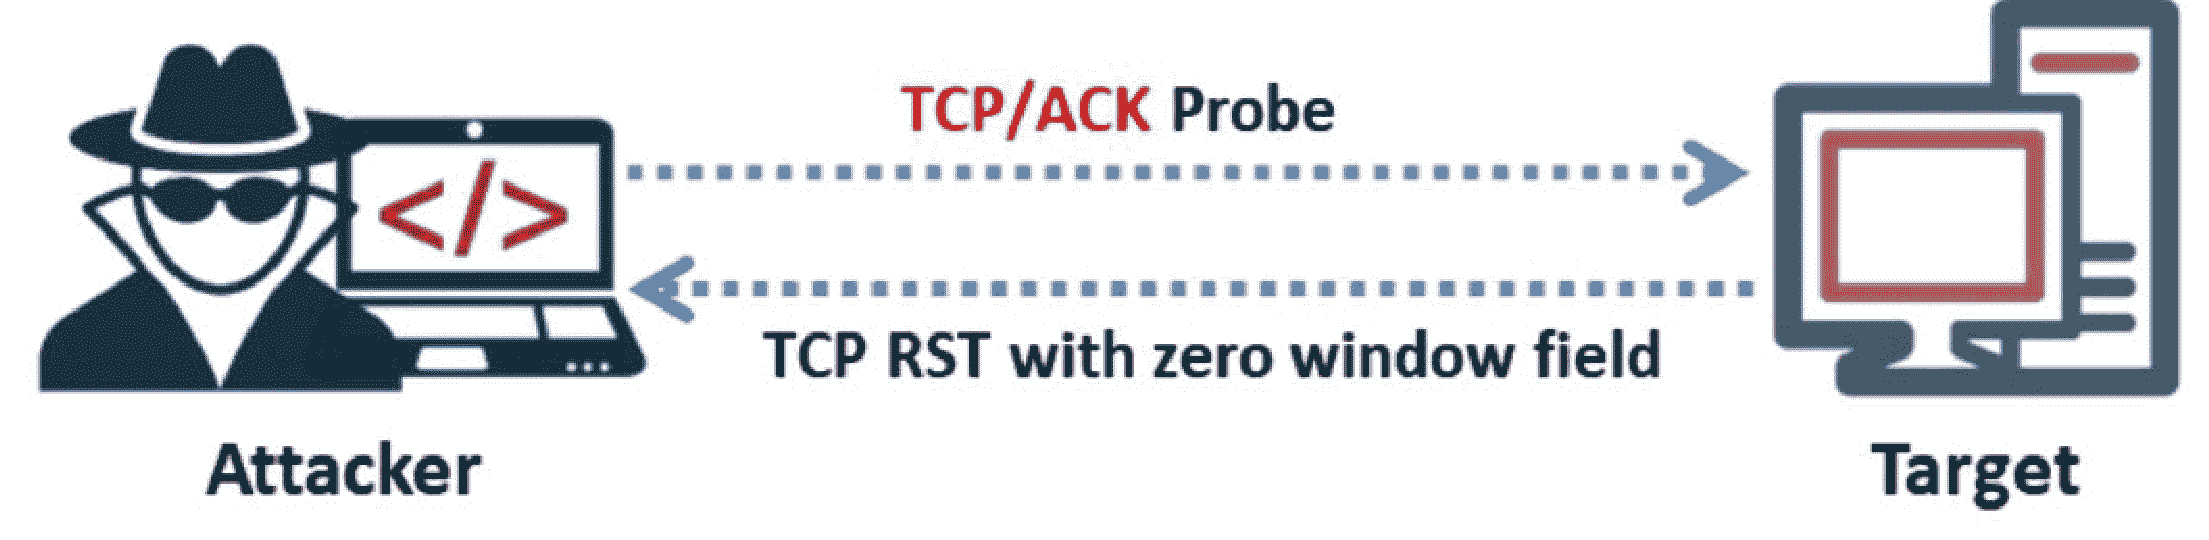 TCP/ACK Probe
</>
TCP RST with zero window field
Attacker
Target